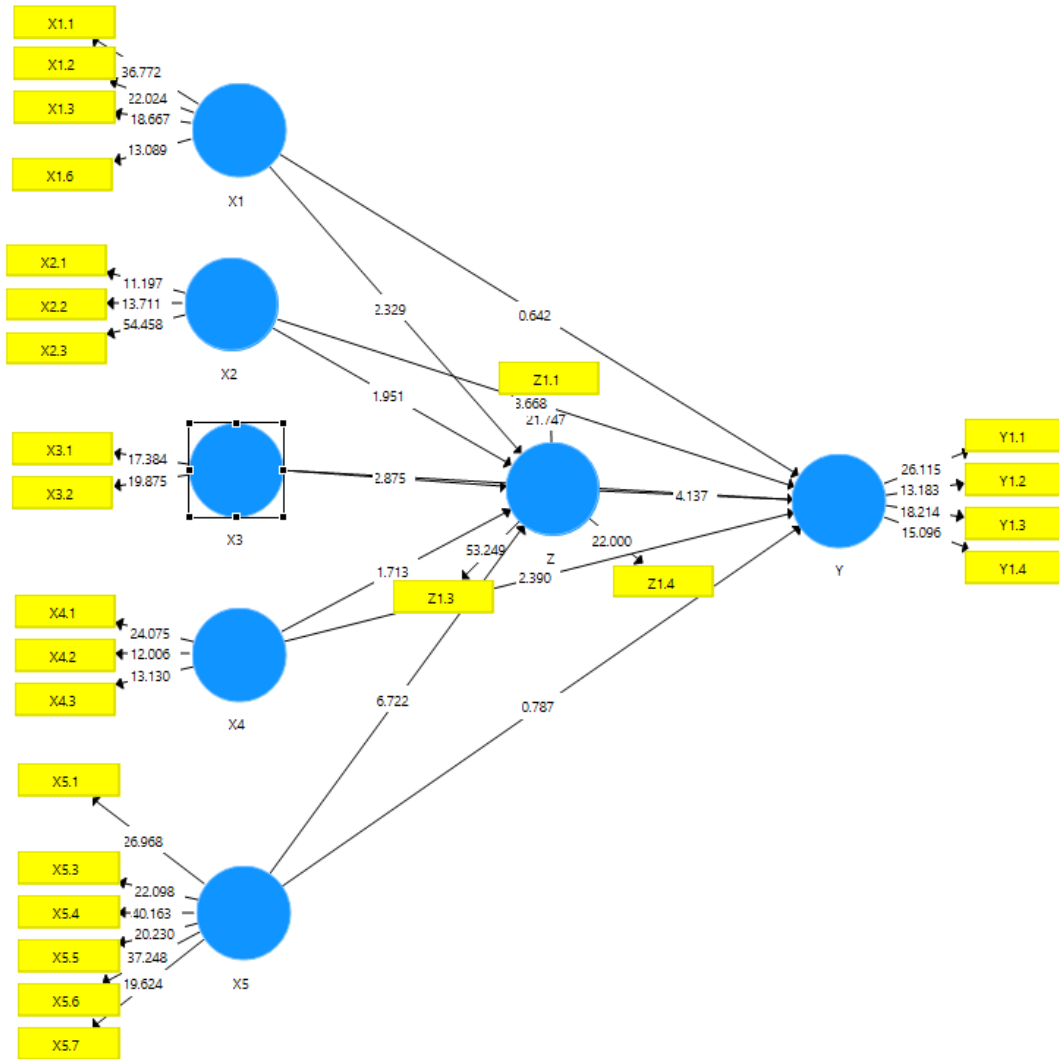 X1.1
X1.2
X1.3
X1.6
36.772
22.024
18.667
13.089
X1
X2.1
X2.2
X2.3
11.197
13.711
54.458
X2
X3.1
X3.2
17.384
19.875
X3
X4.1
X4.2
X4.3
24.075
12.006
13.130
X4
X5.1
X5.3
X5.4
X5.5
X5.6
X5.7
26.968
22.098
40.163
20.230
37.248
19.624
X5
2.329
1.951
2.875
1.713
6.722
0.642
3.668
4.137
2.390
0.787
Z1.1
21.747
Z
53.249
22.000
Z1.3
Z1.4
Y
26.115
13.183
18.214
15.096
Y1.1
Y1.2
Y1.3
Y1.4